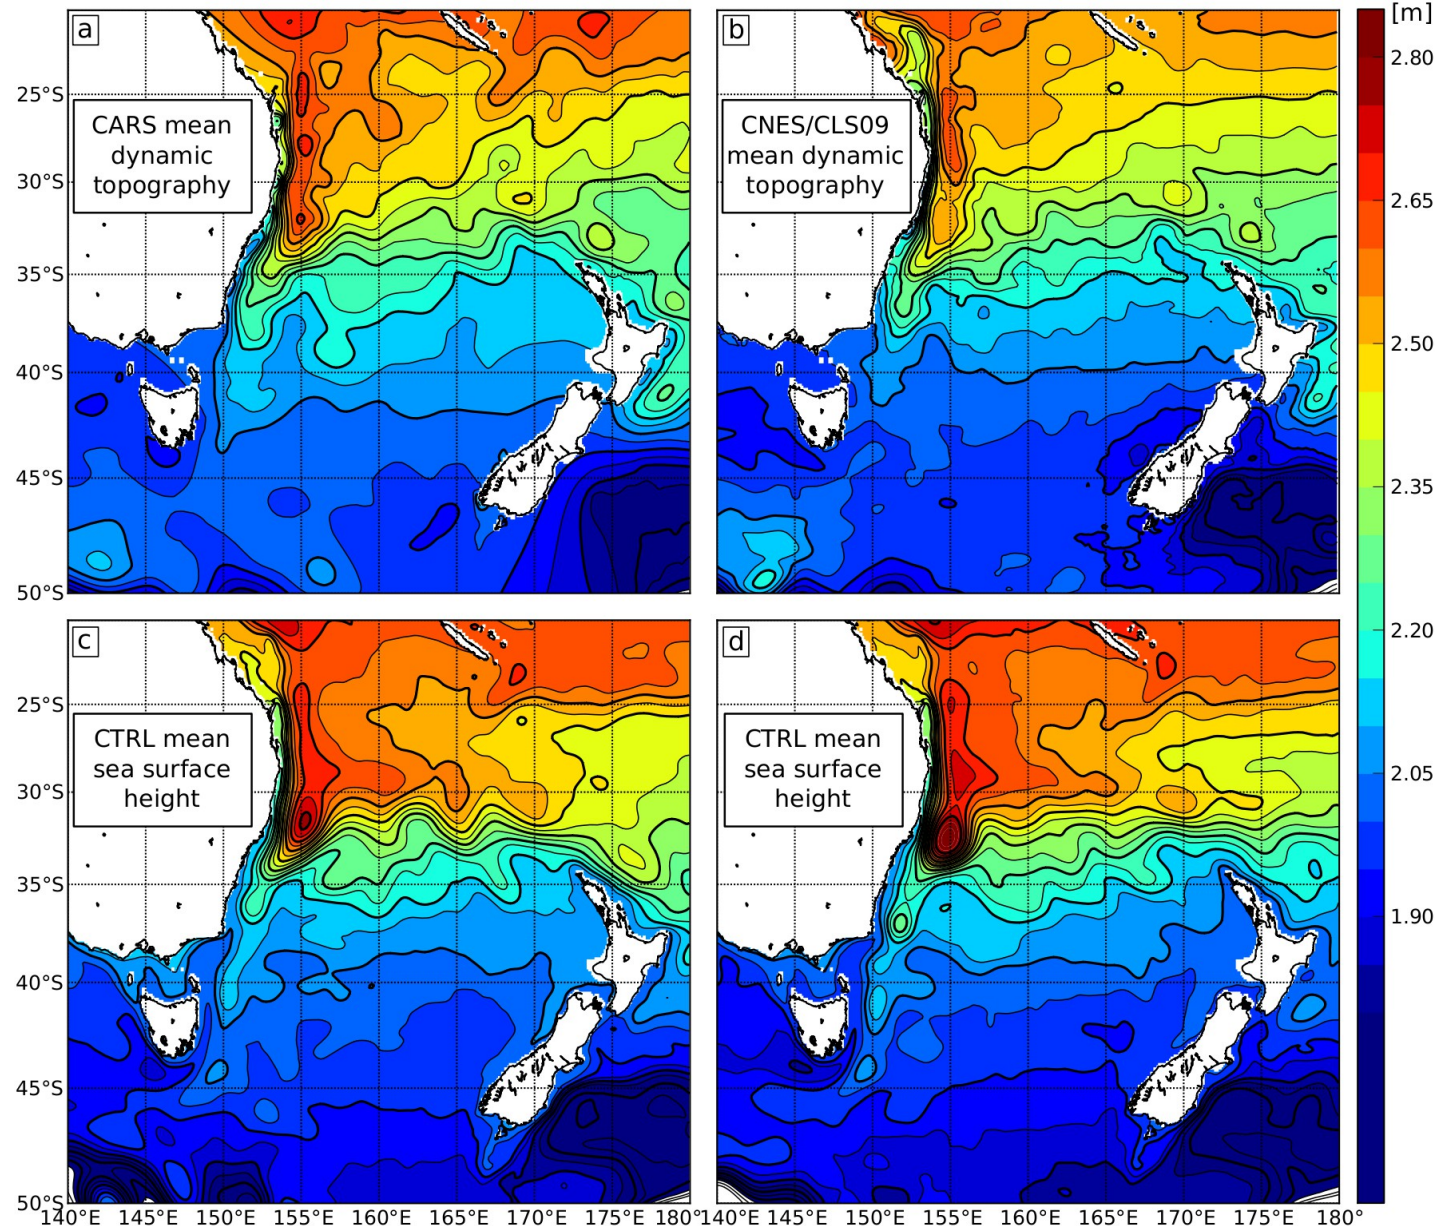 [m]
a
b
25°S
CARS mean
dynamic
topography
CNES/CLS09
mean dynamic
topography
30°S
35°S
40°S
45°S
50°S
2.80
2.65
2.50
2.35
2.20
2.05
1.90
c
d
25°S
CTRL mean
sea surface
height
CTRL mean
sea surface
height
30°S
35°S
40°S
45°S
50°S
140°E 145°E 150°E 155°E 160°E 165°E 170°E 175°E 180°
140°E 145°E 150°E 155°E 160°E 165°E 170°E 175°E 180°